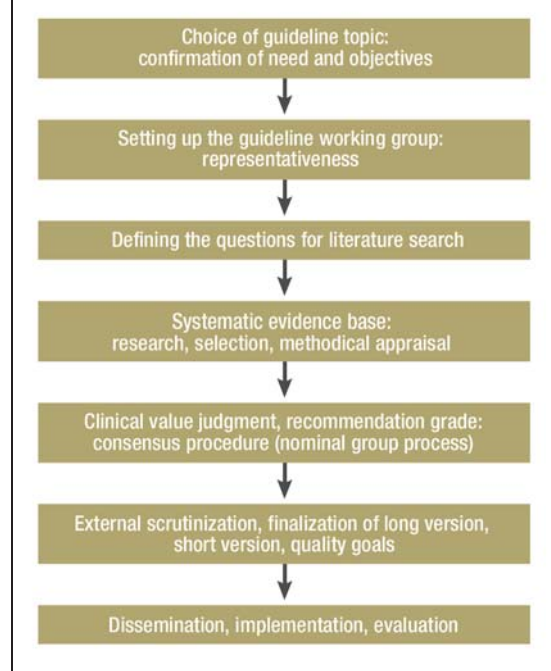 Choice of guideline topic:
confirmation of need and objectives
Setting up the guideline working group:
representativeness
Defining the questions for literature search
Systematic evidence base:
research, selection, methodical appraisal
Clinical value judgment, recommendation grade:
consensus procedure (nominal group process)
External scrutinization, finalization of long version,
short version, quality goals
Dissemination, implementation, evaluation